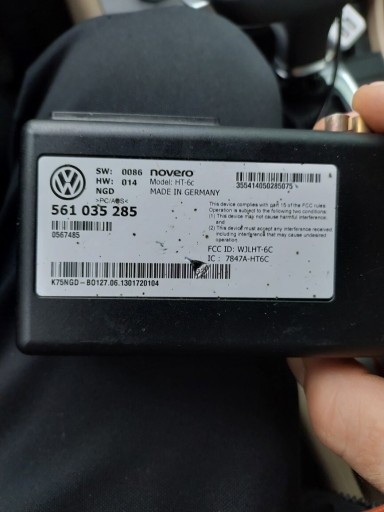 SW: 0086 novero
HW: 014 Model: HT-6c
NGD MADE IN GERMANY
>PC/ABS<
561 035 285
0567485
K75NGD-80127.06.1301720104
355414050285075
This device complies with part 15 of the FCC rules.
Operation is subject to the following two conditions:
(1) This device may not cause harmful interference,
and
(2) This device must accept any interference received
including interference that may cause undesired
operation.
FCC ID: WJLHT-6C
IC : 7847A-HT6C